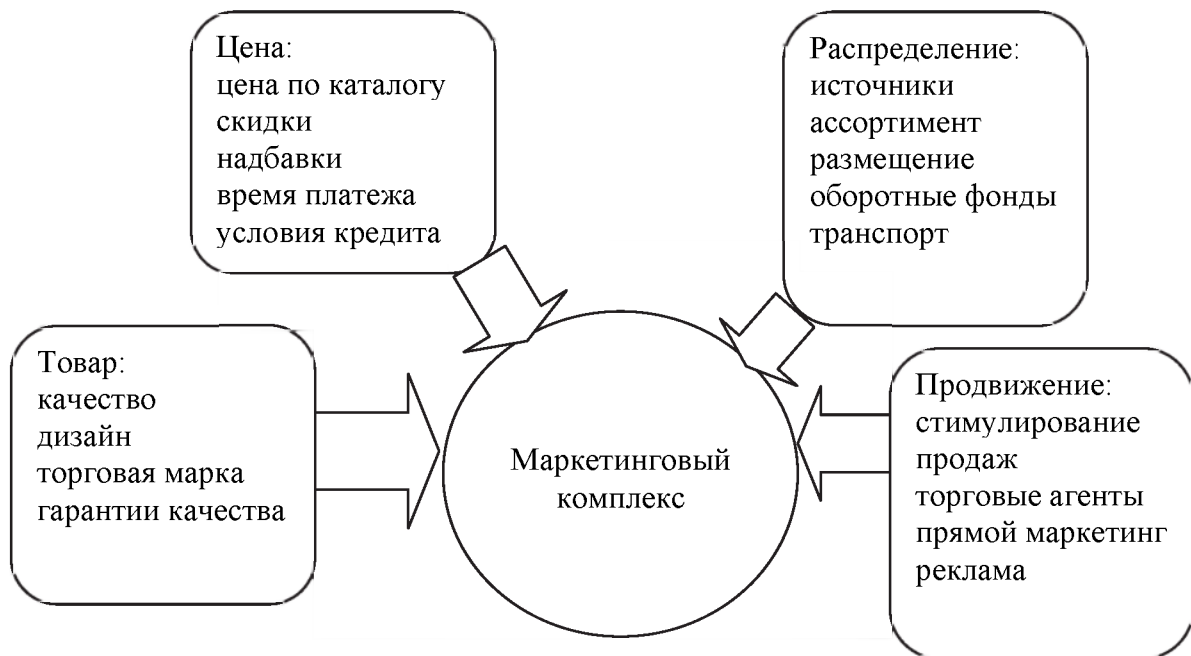 Цена:
цена по каталогу
скидки
надбавки
время платежа
условия кредита
Распределение:
источники
ассортимент
размещение
оборотные фонды
транспорт
Товар:
качество
дизайн
торговая марка
гарантии качества
Маркетинговый
комплекс
Продвижение:
стимулирование
продаж
торговые агенты
прямой маркетинг
реклама